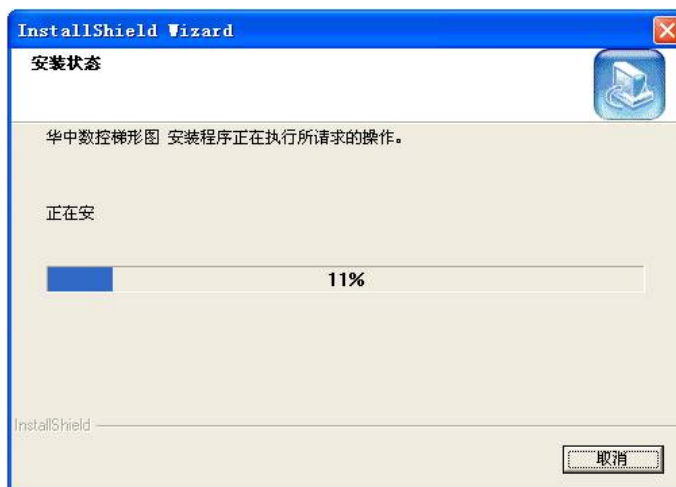 InstallShield Wizard
安装状态
华中数控梯形图 安装程序正在执行所请求的操作。
正在安
11%
InstallShield
取消